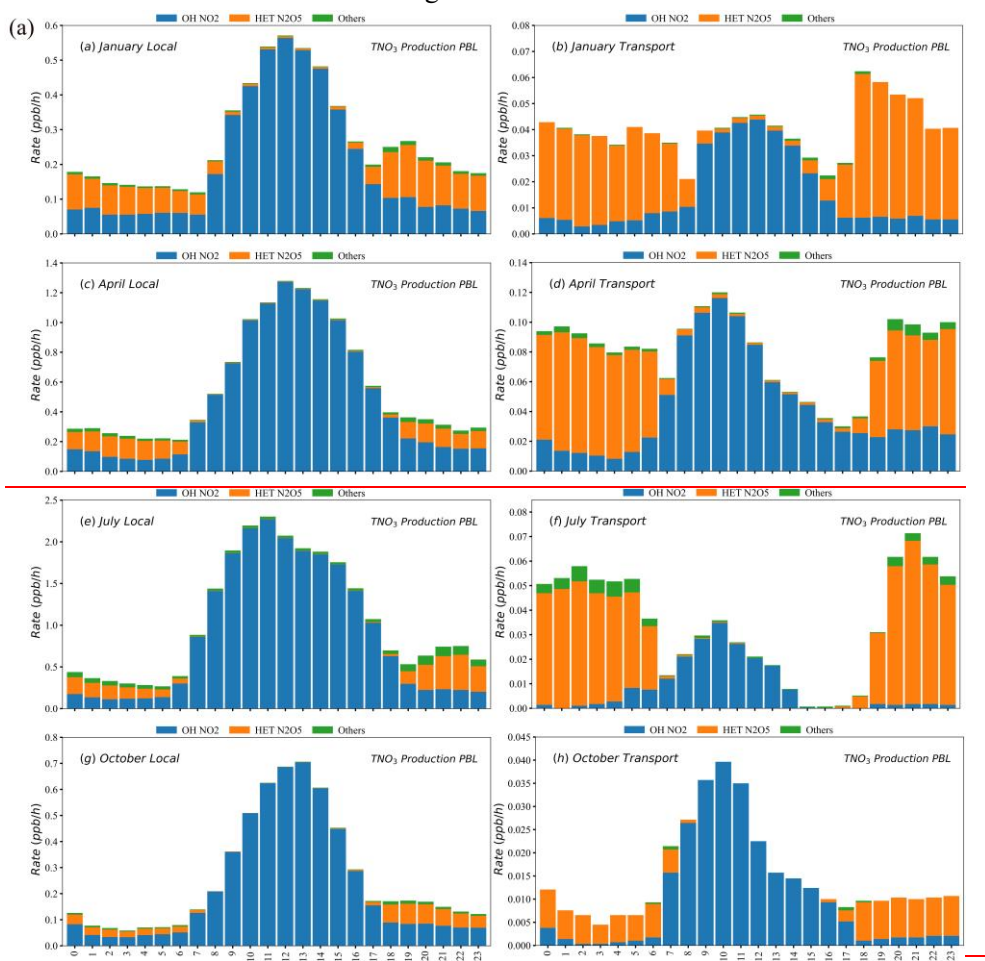 (a)
OH NO2 HET N2O5 Others
(a) January Local
TNO3 Production PBL
Rate (ppb/h)
0.6
0.5
0.4
0.3
0.2
0.1
0.0
OH NO2 HET N2O5 Others
(b) January Transport
TNO3 Production PBL
Rate (ppb/h)
0.08
0.07
0.06
0.05
0.04
0.03
0.02
0.01
0.00
OH NO2 HET N2O5 Others
(c) April Local
TNO3 Production PBL
Rate (ppb/h)
1.4
1.2
1.0
0.8
0.6
0.4
0.2
0.0
OH NO2 HET N2O5 Others
(d) April Transport
TNO3 Production PBL
Rate (ppb/h)
0.14
0.12
0.10
0.08
0.06
0.04
0.02
0.00
OH NO2 HET N2O5 Others
(e) July Local
TNO3 Production PBL
Rate (ppb/h)
2.5
2.0
1.5
1.0
0.5
0.0
OH NO2 HET N2O5 Others
(f) July Transport
TNO3 Production PBL
Rate (ppb/h)
0.08
0.07
0.06
0.05
0.04
0.03
0.02
0.01
0.00
OH NO2 HET N2O5 Others
(g) October Local
TNO3 Production PBL
Rate (ppb/h)
0.8
0.7
0.6
0.5
0.4
0.3
0.2
0.1
0.0
0 1 2 3 4 5 6 7 8 9 10 11 12 13 14 15 16 17 18 19 20 21 22 23
OH NO2 HET N2O5 Others
(h) October Transport
TNO3 Production PBL
Rate (ppb/h)
0.045
0.040
0.035
0.030
0.025
0.020
0.015
0.010
0.005
0.000
0 1 2 3 4 5 6 7 8 9 10 11 12 13 14 15 16 17 18 19 20 21 22 23